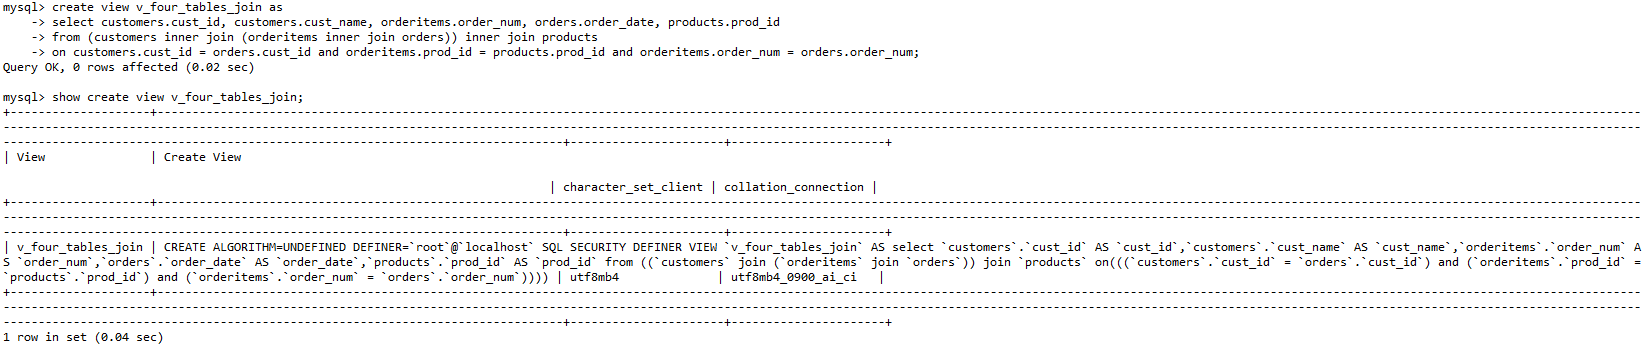 mysql> create view v_four_tables_join as
    -> select customers.cust_id, customers.cust_name, orderitems.order_num, orders.order_date, products.prod_id
    -> from (customers inner join (orderitems inner join orders)) inner join products
    -> on customers.cust_id = orders.cust_id and orderitems.prod_id = products.prod_id and orderitems.order_num = orders.order_num;
Query OK, 0 rows affected (0.02 sec)
mysql> show create view v_four_tables_join;
| View               | Create View
| character_set_client | collation_connection |
| v_four_tables_join | CREATE ALGORITHM=UNDEFINED DEFINER=`root`@`localhost` SQL SECURITY DEFINER VIEW `v_four_tables_join` AS select `customers`.`cust_id` AS `cust_id`,`customers`.`cust_name` AS `cust_name`,`orderitems`.`order_num` A
S `order_num`,`orders`.`order_date` AS `order_date`,`products`.`prod_id` AS `prod_id` from ((`customers` join (`orderitems` join `orders`)) join `products` on(((`customers`.`cust_id` = `orders`.`cust_id`) and (`orderitems`.`prod_id` =
`products`.`prod_id`) and (`orderitems`.`order_num` = `orders`.`order_num`)))) | utf8mb4              | utf8mb4_0900_ai_ci   |
1 row in set (0.04 sec)